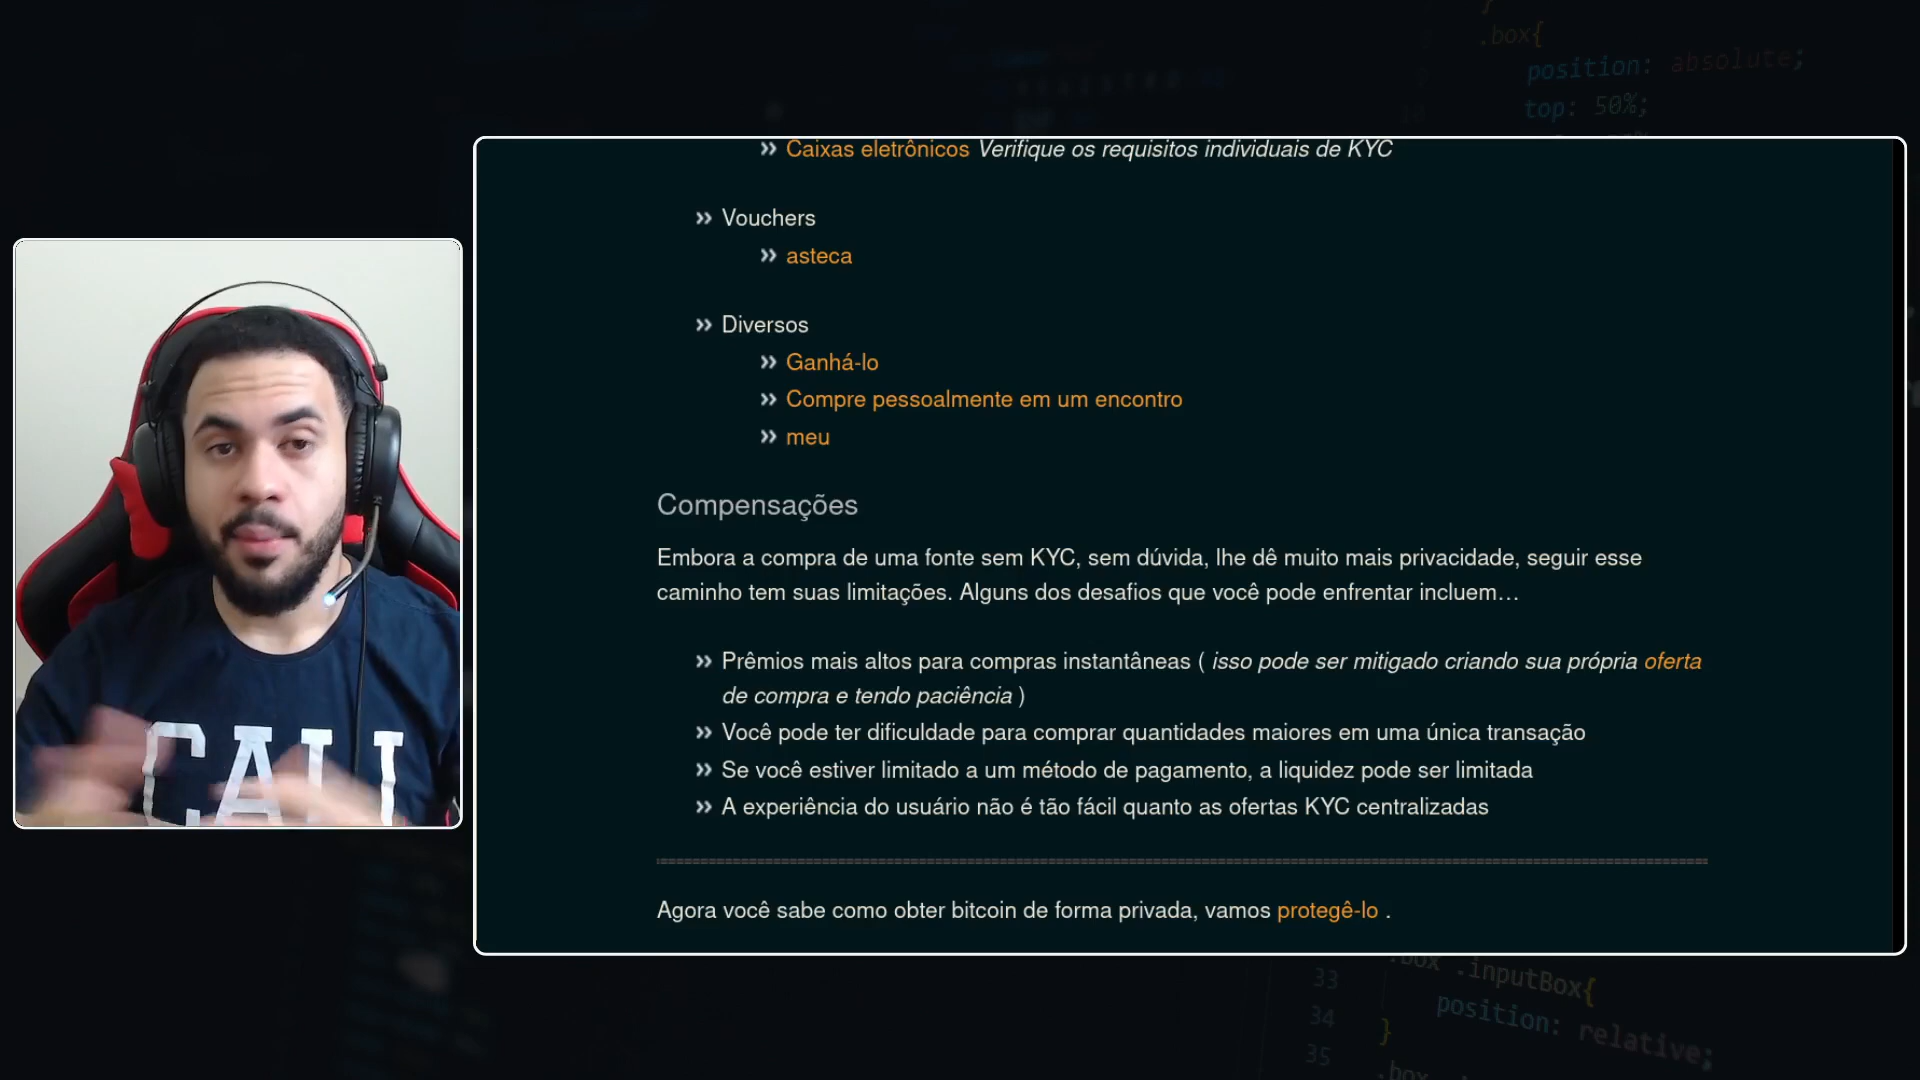 }
.box{
position: absolute;
top: 50%;
Caixas eletrônicos Verifique os requisitos individuais de KYC
» Vouchers
» asteca
» Diversos
» Ganhá-lo
» Compre pessoalmente em um encontro
» meu
Compensações
Embora a compra de uma fonte sem KYC, sem dúvida, lhe dê muito mais privacidade, seguir esse
caminho tem suas limitações. Alguns dos desafios que você pode enfrentar incluem…
» Prêmios mais altos para compras instantâneas ( isso pode ser mitigado criando sua própria oferta
de compra e tendo paciência )
» Você pode ter dificuldade para comprar quantidades maiores em uma única transação
» Se você estiver limitado a um método de pagamento, a liquidez pode ser limitada
» A experiência do usuário não é tão fácil quanto as ofertas KYC centralizadas
Agora você sabe como obter bitcoin de forma privada, vamos protegê-lo .
CALI
.box .inputBox{
33 position: relative;
34 }
35 .box